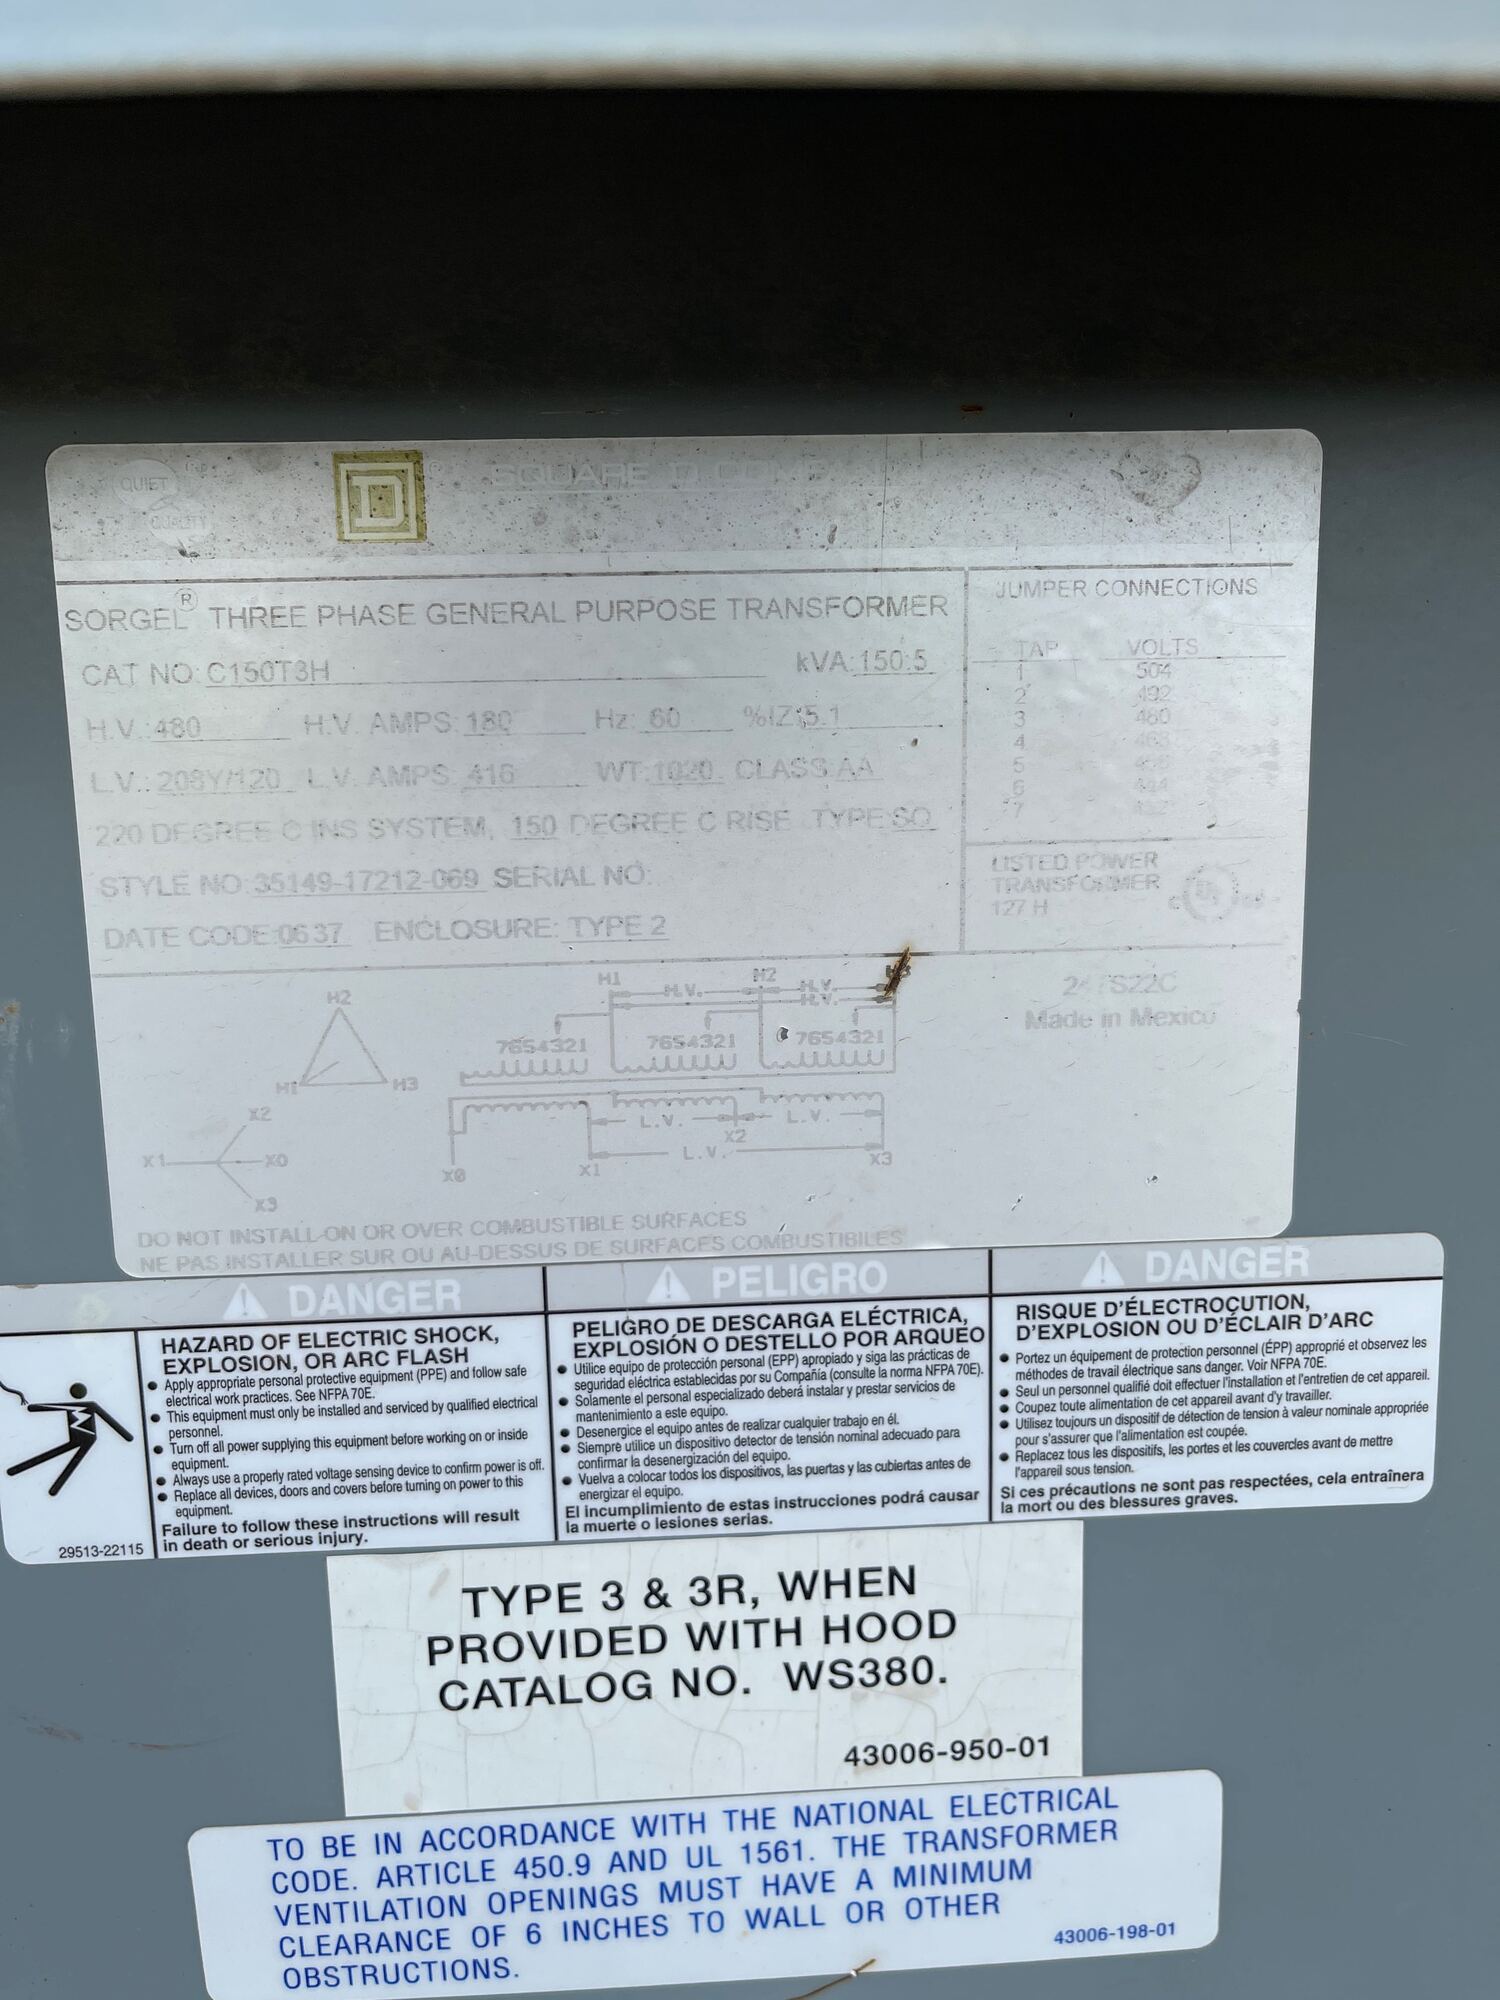 QUIET
QUALITY
D ®
SQUARE D COMPANY
SORGEL® THREE PHASE GENERAL PURPOSE TRANSFORMER
CAT NO: C150T3H kVA: 150.5
H.V.: 480 H.V. AMPS: 180 Hz: 60 %IZ: 5.1
L.V.: 208Y/120 L.V. AMPS: 416 WT: 1020 CLASS AA
220 DEGREE C INS SYSTEM, 150 DEGREE C RISE TYPE SO
STYLE NO: 35149-17212-069 SERIAL NO:
DATE CODE: 0637 ENCLOSURE: TYPE 2
JUMPER CONNECTIONS
TAP VOLTS
1 504
2 492
3 480
4 468
5 456
6 444
7 432
LISTED POWER
TRANSFORMER
127 H
Made in Mexico
H2
H1 H3
X2
X1 X0
X3
H1 H2 H3
H.V. H.V.
H.V.
7654321 7654321 7654321
L.V. L.V.
X2
L.V.
X0 X1 X3
DO NOT INSTALL ON OR OVER COMBUSTIBLE SURFACES
NE PAS INSTALLER SUR OU AU-DESSUS DE SURFACES COMBUSTIBLES
DANGER
HAZARD OF ELECTRIC SHOCK,
EXPLOSION, OR ARC FLASH
● Apply appropriate personal protective equipment (PPE) and follow safe
electrical work practices. See NFPA 70E.
● This equipment must only be installed and serviced by qualified electrical
personnel.
● Turn off all power supplying this equipment before working on or inside
equipment.
● Always use a properly rated voltage sensing device to confirm power is off.
● Replace all devices, doors and covers before turning on power to this
equipment.
Failure to follow these instructions will result
in death or serious injury.
29513-22115
PELIGRO
PELIGRO DE DESCARGA ELÉCTRICA,
EXPLOSIÓN O DESTELLO POR ARQUEO
● Utilice equipo de protección personal (EPP) apropiado y siga las prácticas de
seguridad eléctrica establecidas por su Compañía (consulte la norma NFPA 70E).
● Solamente el personal especializado deberá instalar y prestar servicios de
mantenimiento a este equipo.
● Desenergice el equipo antes de realizar cualquier trabajo en él.
● Siempre utilice un dispositivo detector de tensión nominal adecuado para
confirmar la desenergización del equipo.
● Vuelva a colocar todos los dispositivos, las puertas y las cubiertas antes de
energizar el equipo.
El incumplimiento de estas instrucciones podrá causar
la muerte o lesiones serias.
DANGER
RISQUE D'ÉLECTROCUTION,
D'EXPLOSION OU D'ÉCLAIR D'ARC
● Portez un équipement de protection personnel (ÉPP) approprié et observez les
méthodes de travail électrique sans danger. Voir NFPA 70E.
● Seul un personnel qualifié doit effectuer l'installation et l'entretien de cet appareil.
● Coupez toute alimentation de cet appareil avant d'y travailler.
● Utilisez toujours un dispositif de détection de tension à valeur nominale appropriée
pour s'assurer que l'alimentation est coupée.
● Replacez tous les dispositifs, les portes et les couvercles avant de mettre
l'appareil sous tension.
Si ces précautions ne sont pas respectées, cela entraînera
la mort ou des blessures graves.
TYPE 3 & 3R, WHEN
PROVIDED WITH HOOD
CATALOG NO. WS380.
43006-950-01
TO BE IN ACCORDANCE WITH THE NATIONAL ELECTRICAL
CODE. ARTICLE 450.9 AND UL 1561. THE TRANSFORMER
VENTILATION OPENINGS MUST HAVE A MINIMUM
CLEARANCE OF 6 INCHES TO WALL OR OTHER
OBSTRUCTIONS.
43006-198-01